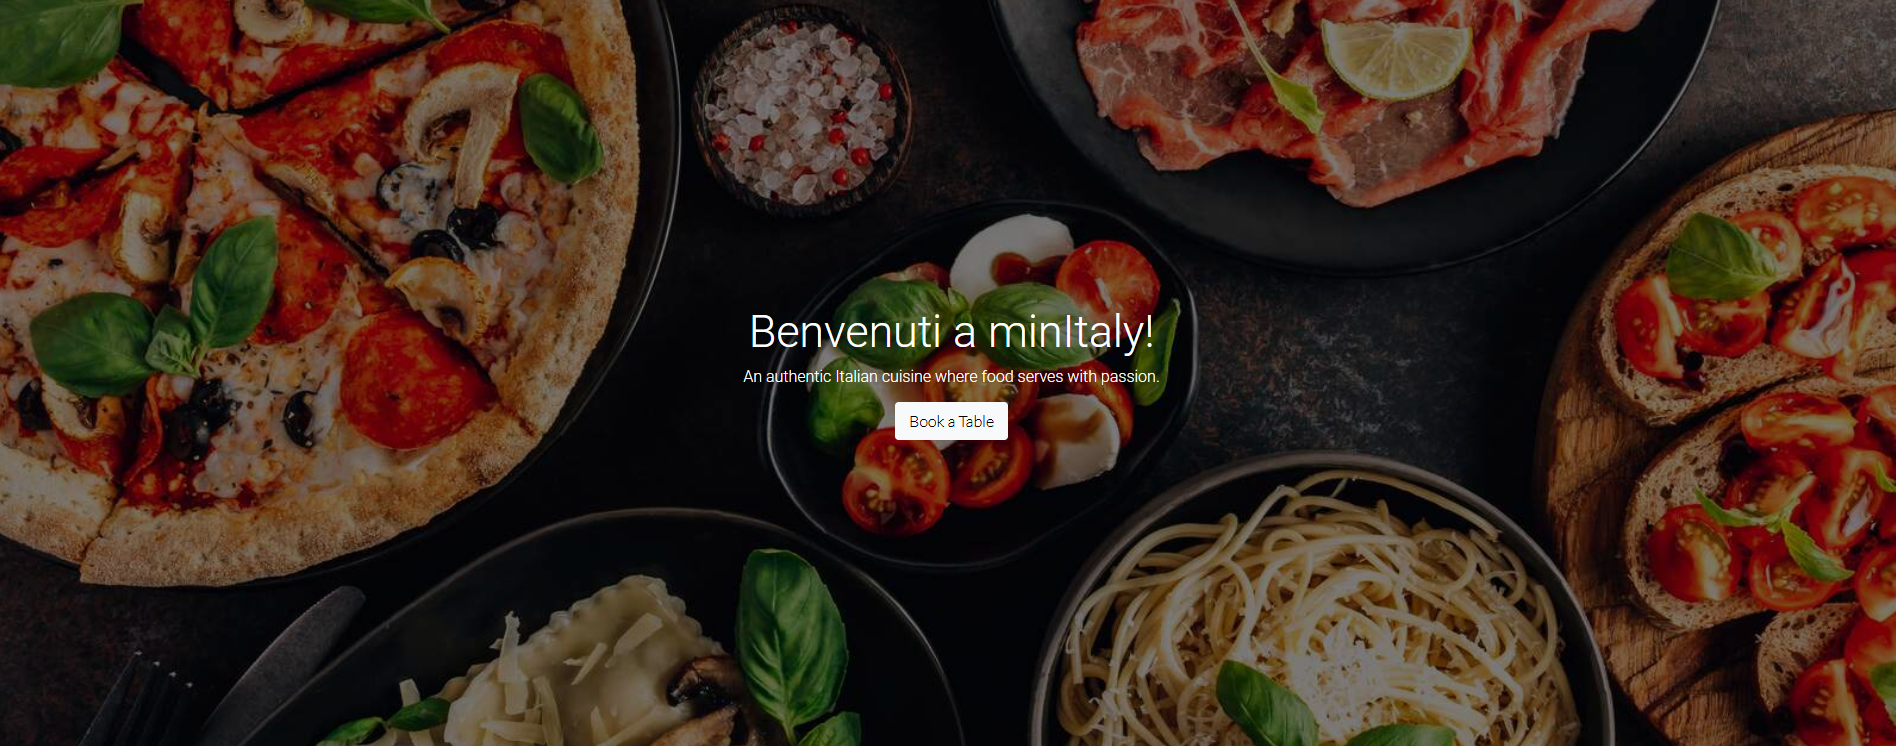 Benvenuti a minItaly!
An authentic Italian cuisine where food serves with passion.
Book a Table